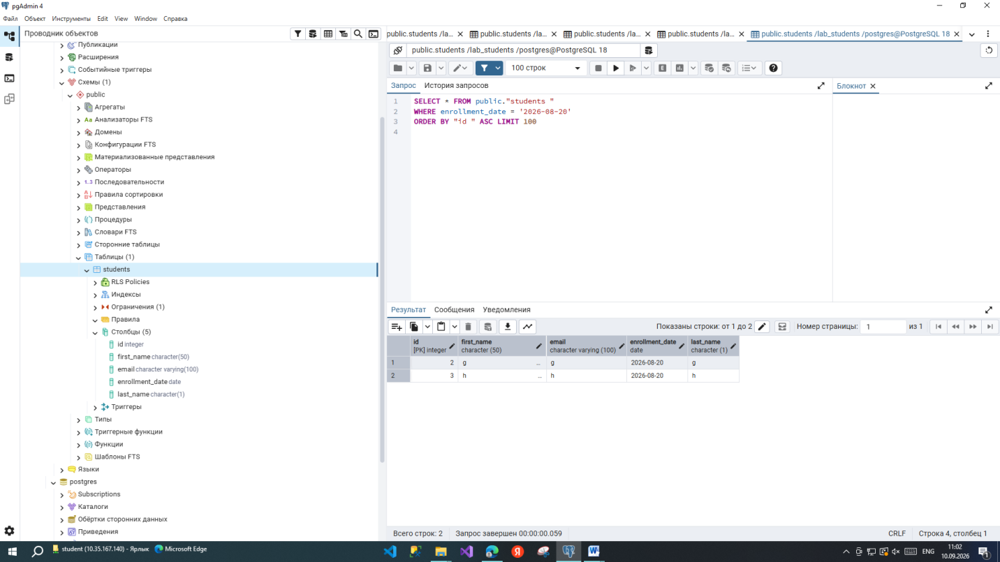 pgAdmin 4
Файл Объект Инструменты Edit View Window Справка
Проводник объектов
Публикации
Расширения
Событийные триггеры
Схемы (1)
public
Агрегаты
Анализаторы FTS
Домены
Конфигурации FTS
Материализованные представления
Операторы
1..3 Последовательности
Правила сортировки
Представления
Процедуры
Словари FTS
Сторонние таблицы
Таблицы (1)
students
RLS Policies
Индексы
Ограничения (1)
Правила
Столбцы (5)
id integer
first_name character(50)
email character varying(100)
enrollment_date date
last_name character(1)
Триггеры
Типы
Триггерные функции
Функции
Шаблоны FTS
Языки
postgres
Subscriptions
Каталоги
Обёртки сторонних данных
Приведения
public.students /la... public.students /la... public.students /la... public.students /la... public.students /lab_students /postgres@PostgreSQL 18
public.students /lab_students /postgres@PostgreSQL 18
100 строк
Запрос История запросов
Блокнот
1 SELECT * FROM public."students "
2 WHERE enrollment_date = '2026-08-20'
3 ORDER BY "id " ASC LIMIT 100
4
Результат Сообщения Уведомления
Показаны строки: от 1 до 2 Номер страницы: 1 из 1
id first_name email enrollment_date last_name
[PK] integer character (50) character varying (100) date character (1)
1 2 g ... g 2026-08-20 g
2 3 h ... h 2026-08-20 h
Всего строк: 2 Запрос завершен 00:00:00.059 CRLF Строка 4, столбец 1
student (10.35.167.140) - Ярлык Microsoft Edge ENG 11:02
10.09.2026
1